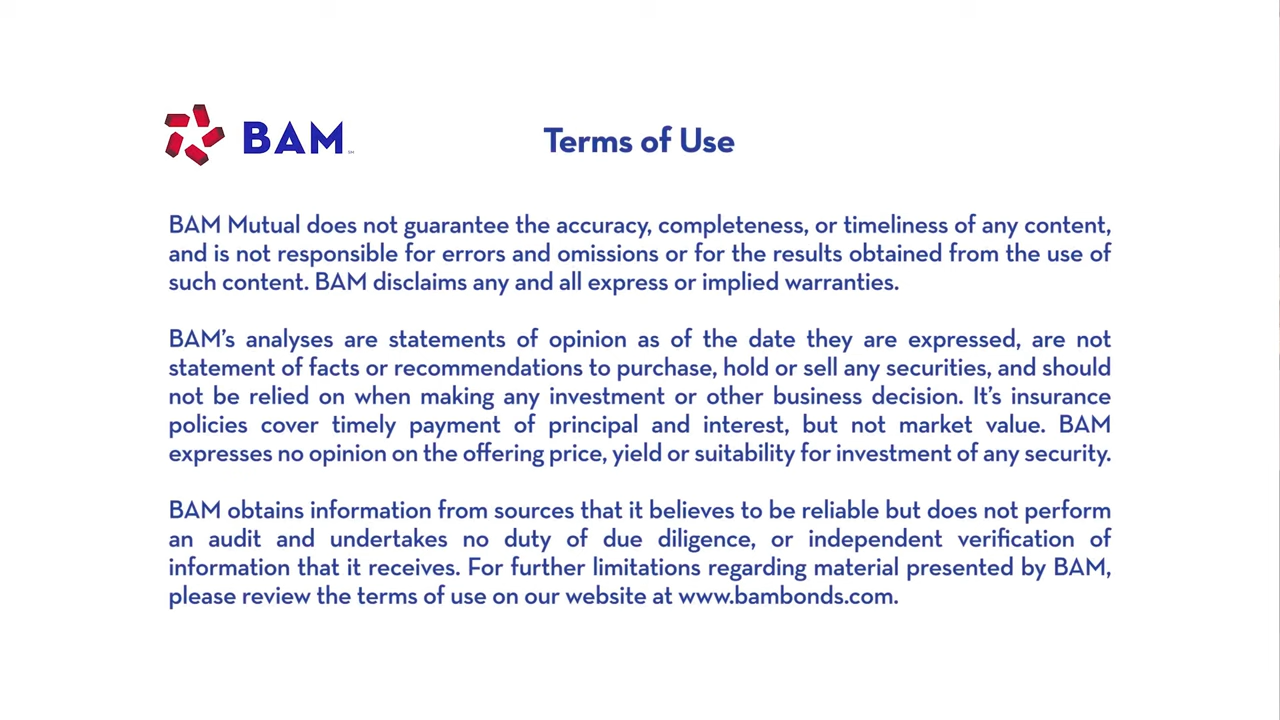 BAM
Terms of Use
BAM Mutual does not guarantee the accuracy, completeness, or timeliness of any content,
and is not responsible for errors and omissions or for the results obtained from the use of
such content. BAM disclaims any and all express or implied warranties.
BAM's analyses are statements of opinion as of the date they are expressed, are not
statement of facts or recommendations to purchase, hold or sell any securities, and should
not be relied on when making any investment or other business decision. It's insurance
policies cover timely payment of principal and interest, but not market value. BAM
expresses no opinion on the offering price, yield or suitability for investment of any security.
BAM obtains information from sources that it believes to be reliable but does not perform
an audit and undertakes no duty of due diligence, or independent verification of
information that it receives. For further limitations regarding material presented by BAM,
please review the terms of use on our website at www.bambonds.com.